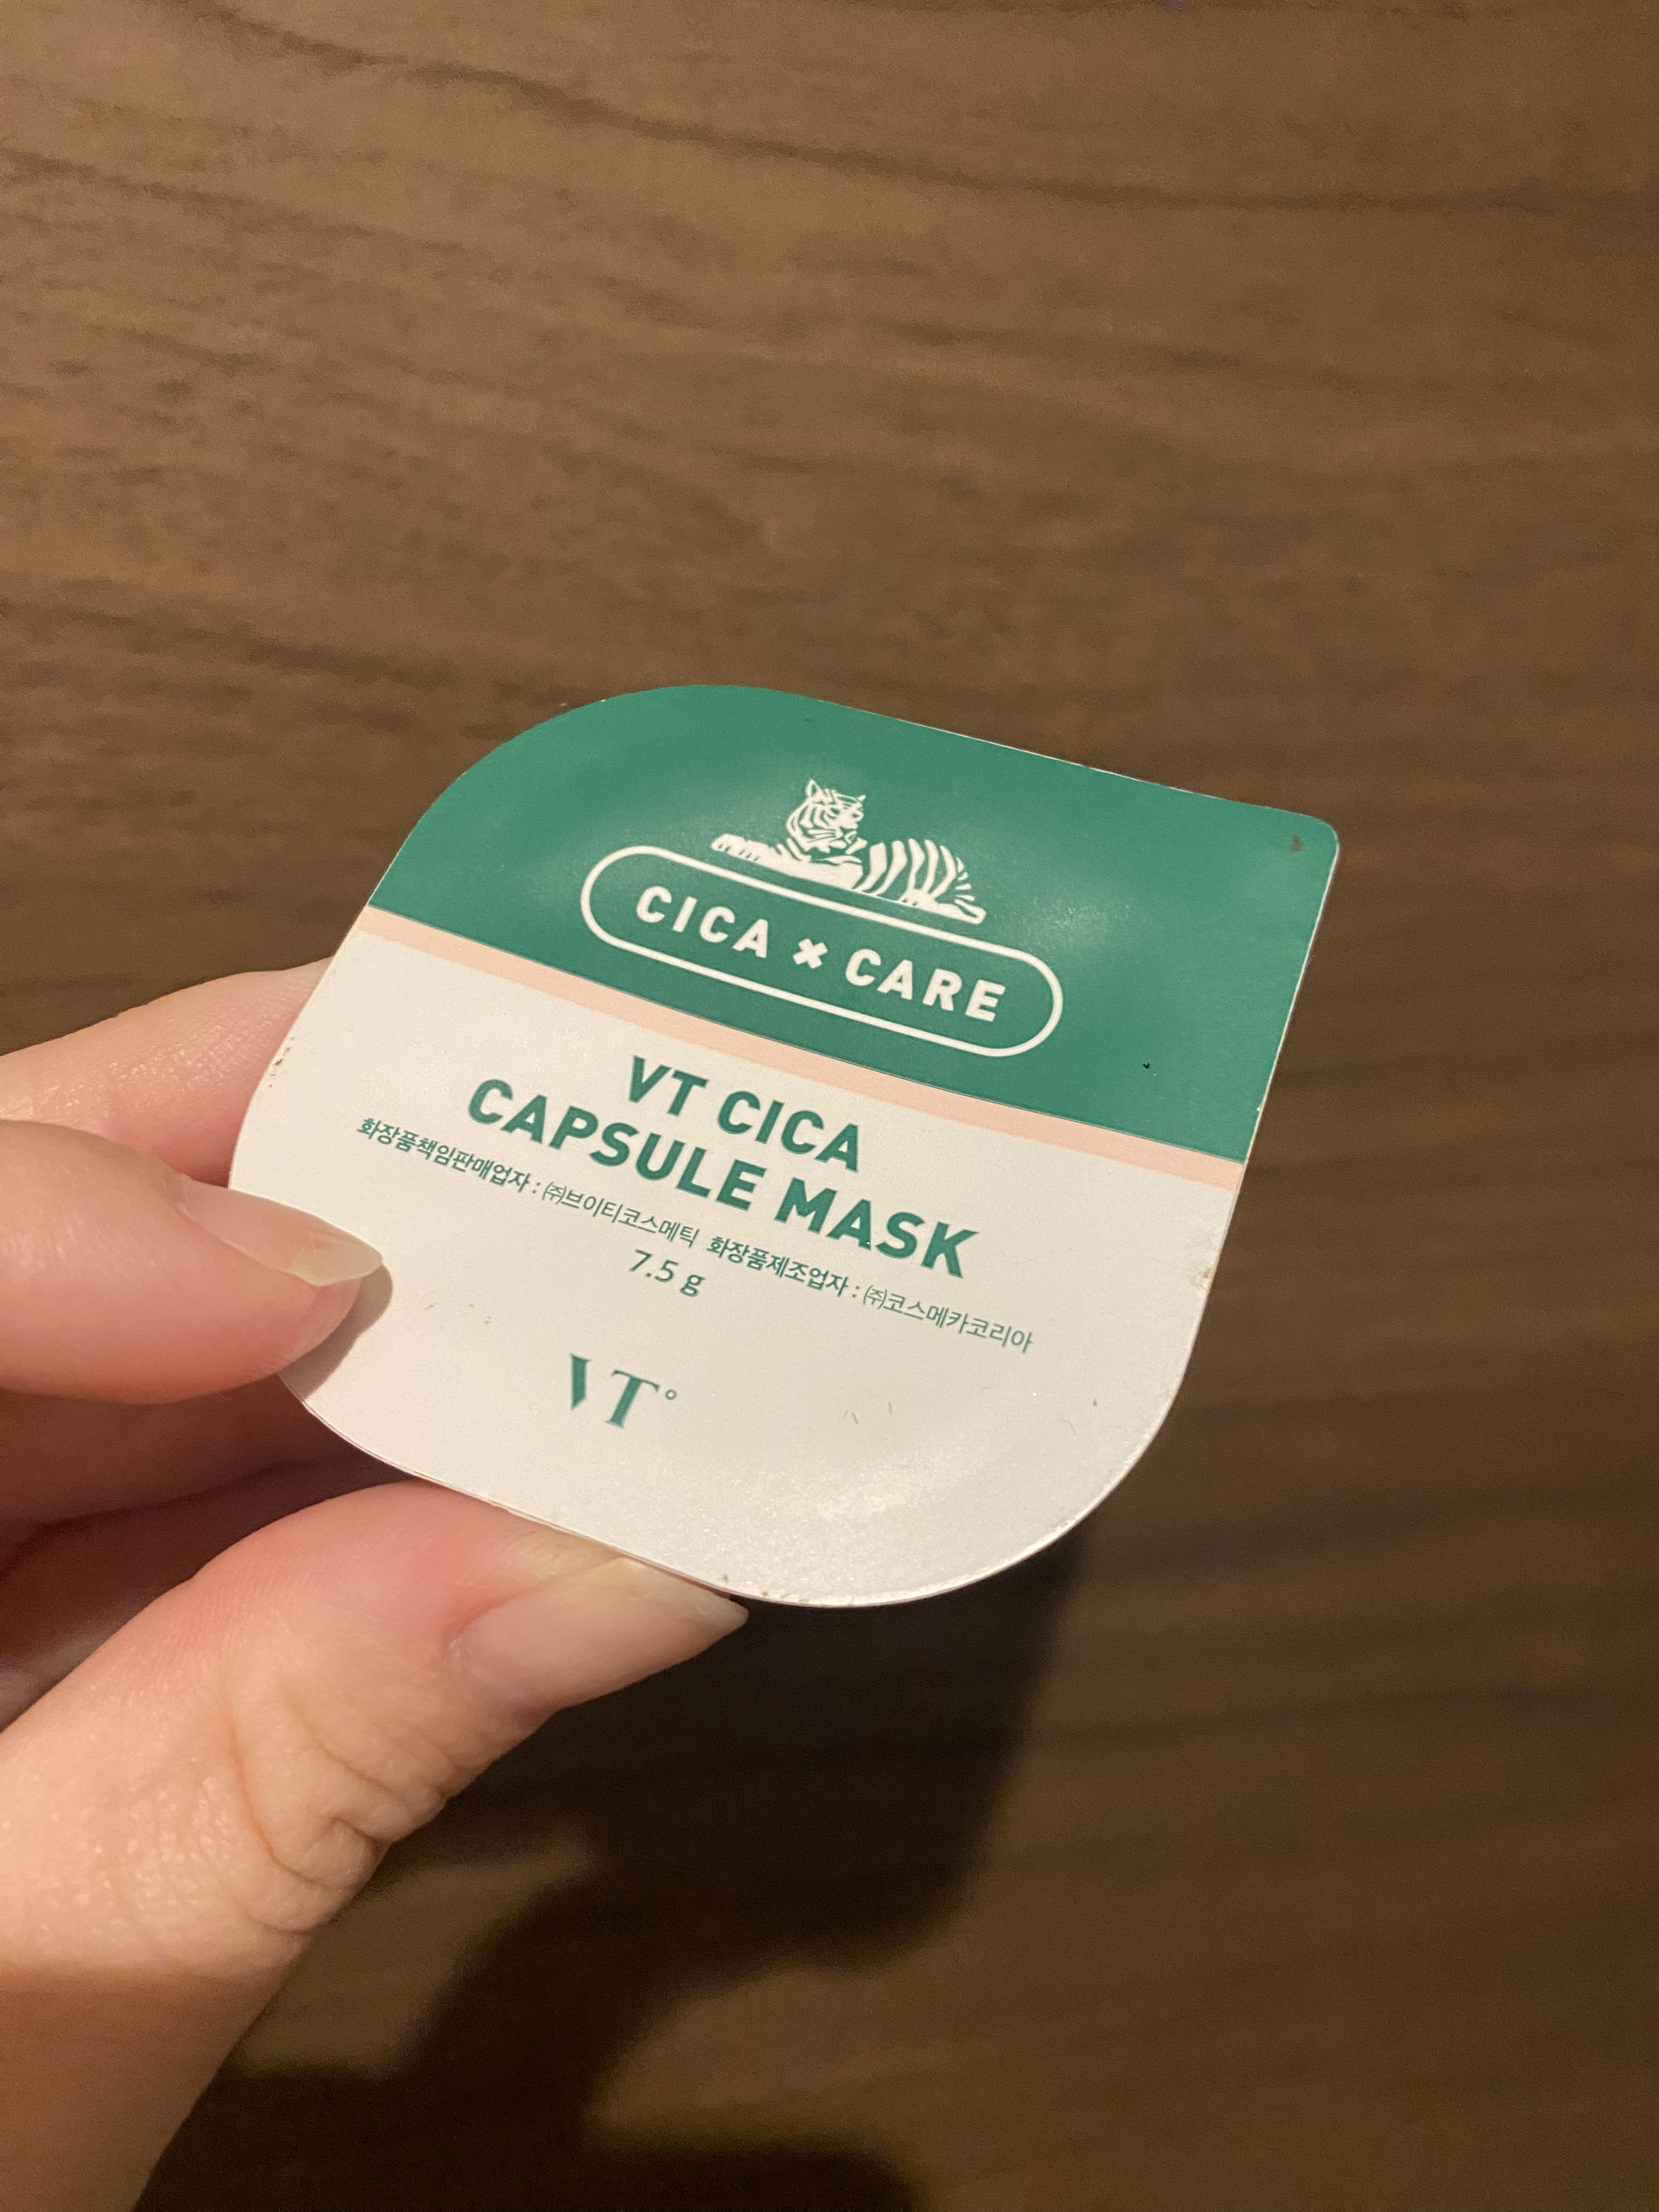 CICA × CARE
VT CICA
CAPSULE MASK
화장품책임판매업자 : ㈜브이티코스메틱 화장품제조업자 : ㈜코스메카코리아
7.5 g
VT°